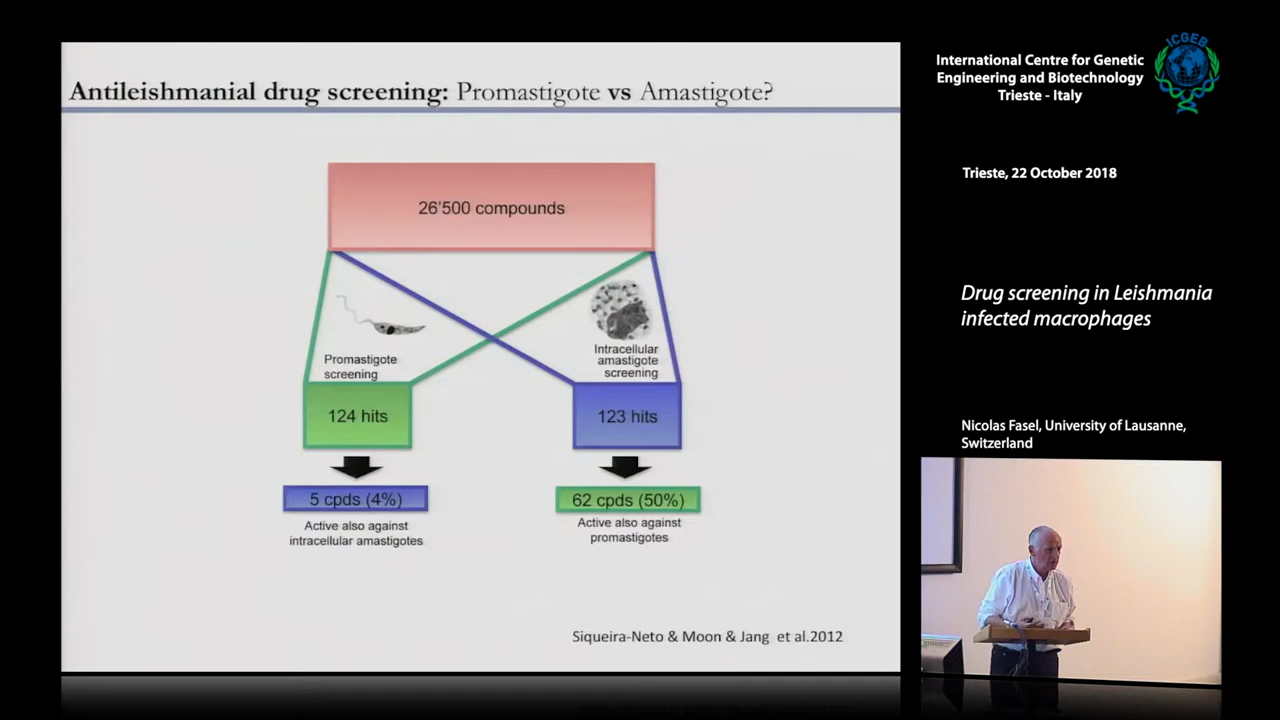 Antileishmanial drug screening: Promastigote vs Amastigote?
26'500 compounds
Promastigote
screening
Intracellular
amastigote
screening
124 hits
123 hits
5 cpds (4%)
62 cpds (50%)
Active also against
intracellular amastigotes
Active also against
promastigotes
Siqueira-Neto & Moon & Jang et al.2012
International Centre for Genetic
Engineering and Biotechnology
Trieste - Italy
ICGEB
Trieste, 22 October 2018
Drug screening in Leishmania
infected macrophages
Nicolas Fasel, University of Lausanne,
Switzerland